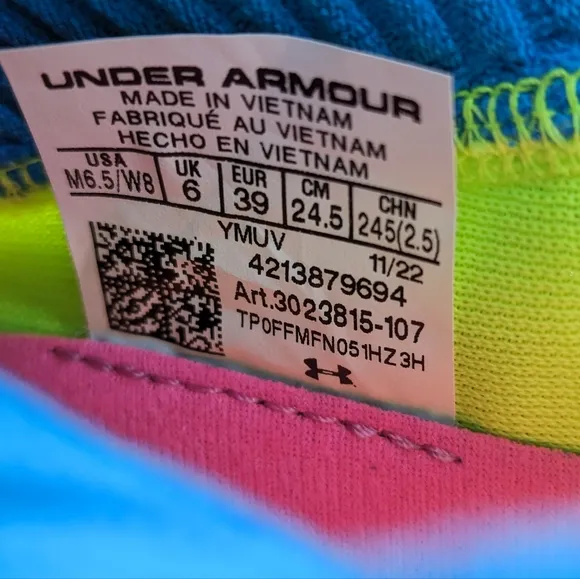 UNDER ARMOUR
MADE IN VIETNAM
FABRIQUÉ AU VIETNAM
HECHO EN VIETNAM
USA UK EUR CM CHN
M6.5/W8 6 39 24.5 245(2.5)
YMUV 11/22
4213879694
Art.3023815-107
TP0FFMFN051HZ3H